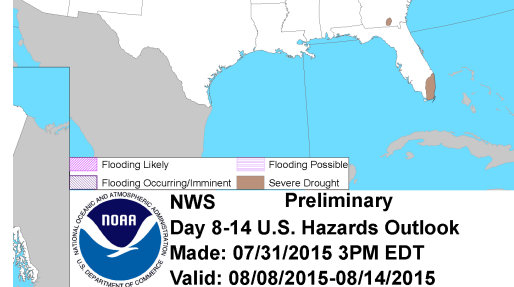 Flooding Likely
Flooding Possible
Flooding Occurring/Imminent
Severe Drought
NATIONAL OCEANIC AND ATMOSPHERIC ADMINISTRATION
NOAA
U.S. DEPARTMENT OF COMMERCE
NWS Preliminary
Day 8-14 U.S. Hazards Outlook
Made: 07/31/2015 3PM EDT
Valid: 08/08/2015-08/14/2015